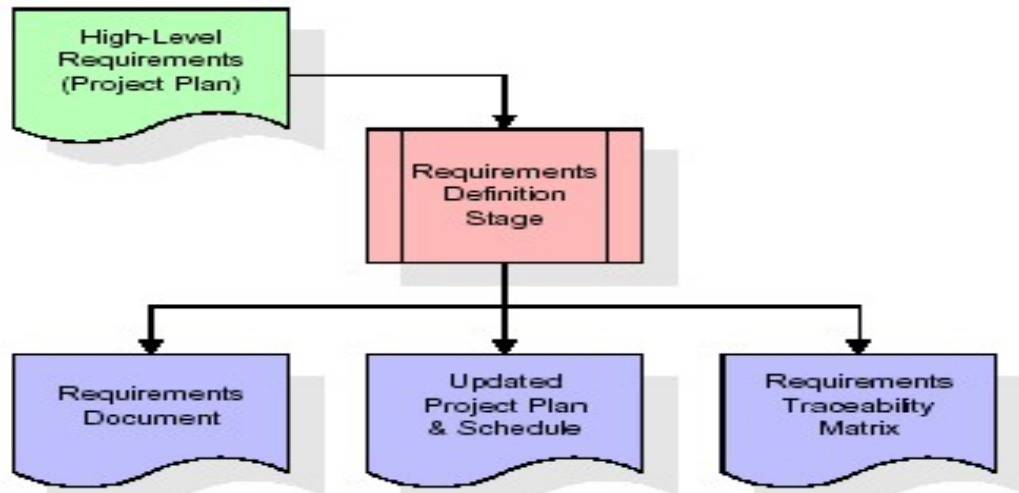 High-Level
Requirements
(Project Plan)
Requirements
Definition
Stage
Requirements
Document
Updated
Project Plan
& Schedule
Requirements
Traceability
Matrix